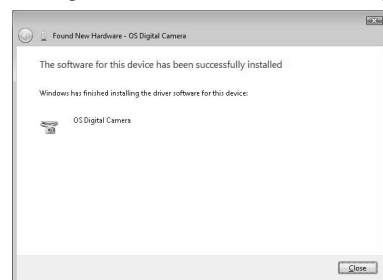 Found New Hardware - OS Digital Camera
The software for this device has been successfully installed
Windows has finished installing the driver software for this device:
OS Digital Camera
Close